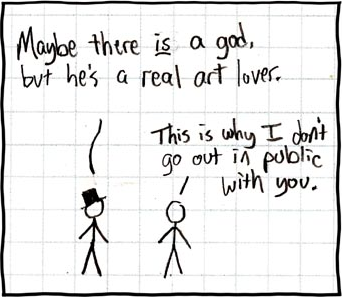 Maybe there is a god,
but he's a real art lover.
This is why I don't
go out in public
with you.